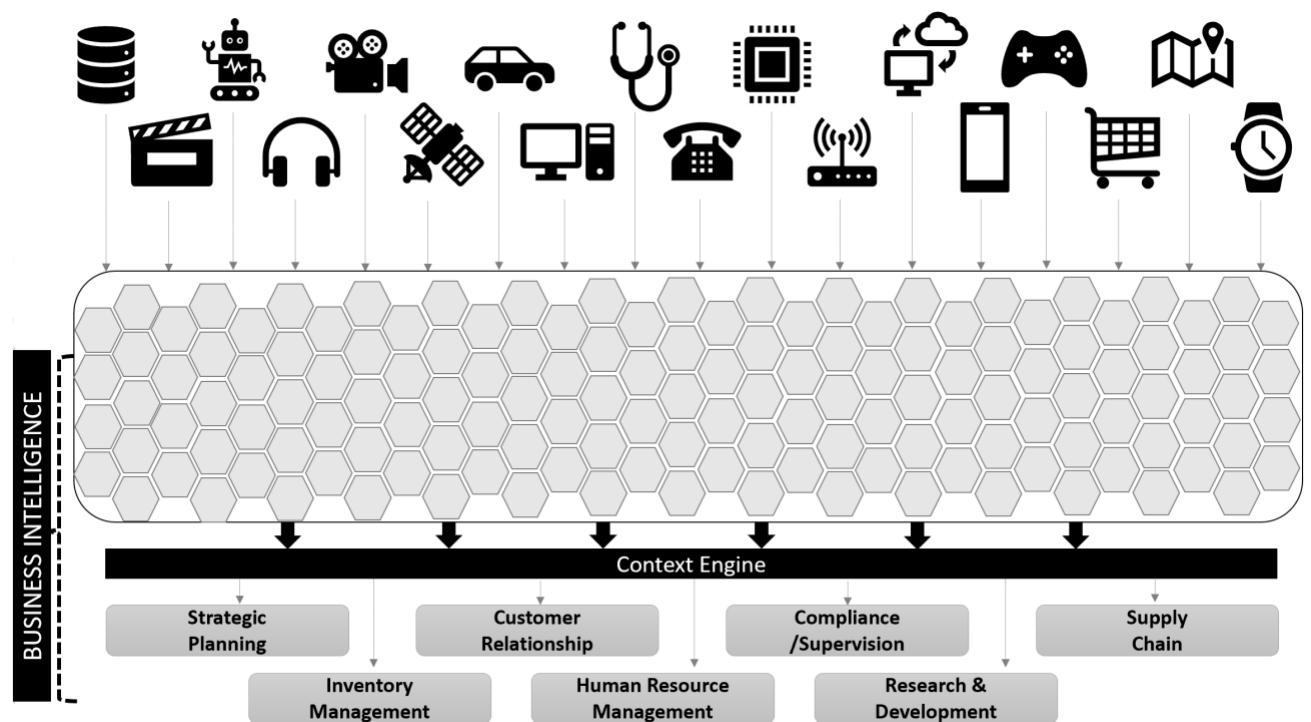 BUSINESS INTELLIGENCE
Context Engine
Strategic
Planning
Customer
Relationship
Compliance
/Supervision
Supply
Chain
Inventory
Management
Human Resource
Management
Research &
Development